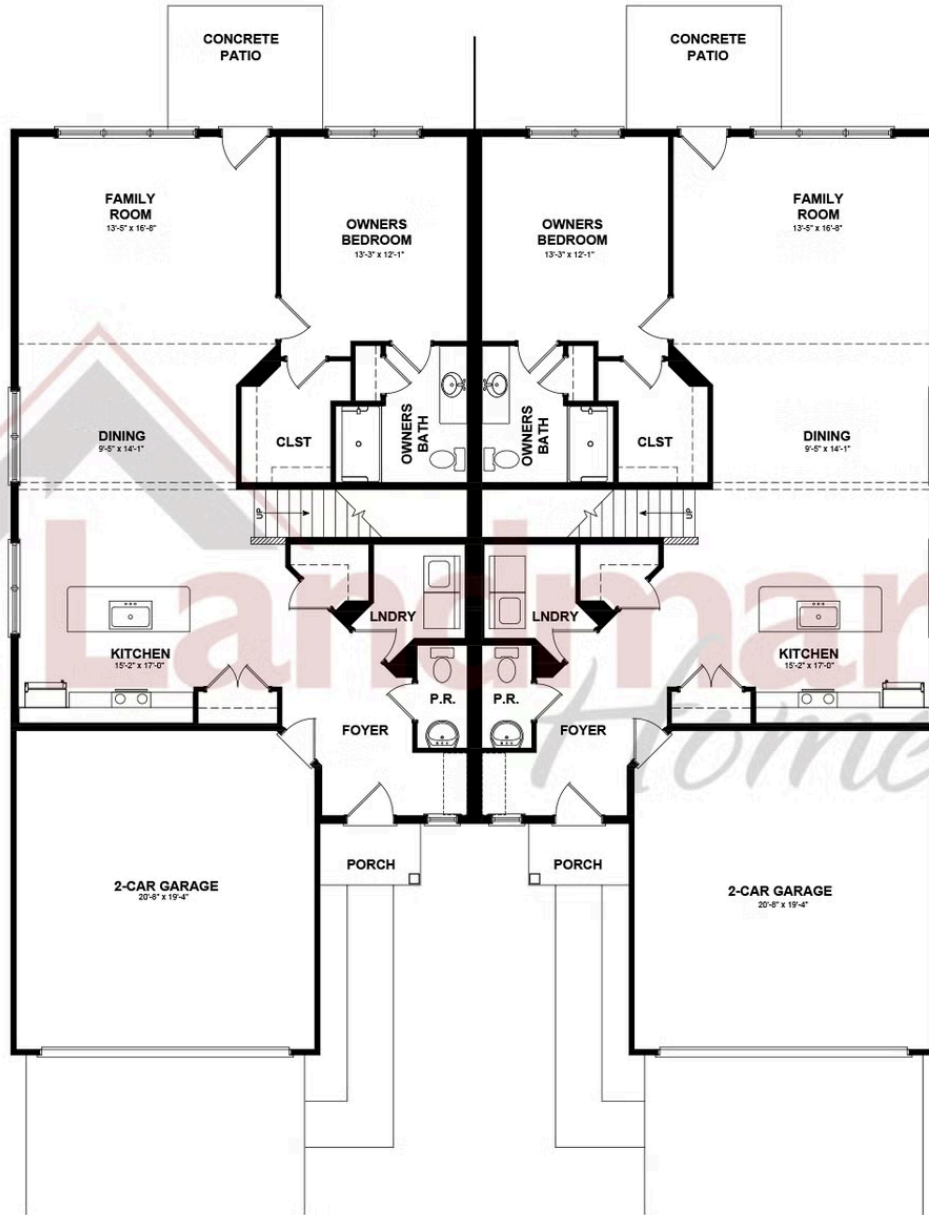 CONCRETE
PATIO
CONCRETE
PATIO
FAMILY
ROOM
13'-5" x 16'-8"
OWNERS
BEDROOM
13'-3" x 12'-1"
OWNERS
BEDROOM
13'-3" x 12'-1"
FAMILY
ROOM
13'-5" x 16'-8"
DINING
9'-5" x 14'-1"
CLST
OWNERS
BATH
OWNERS
BATH
CLST
DINING
9'-5" x 14'-1"
UP
UP
Landmar
Home
LNDRY
LNDRY
KITCHEN
15'-2" x 17'-0"
KITCHEN
15'-2" x 17'-0"
P.R.
P.R.
FOYER
FOYER
PORCH
PORCH
2-CAR GARAGE
20'-8" x 19'-4"
2-CAR GARAGE
20'-8" x 19'-4"